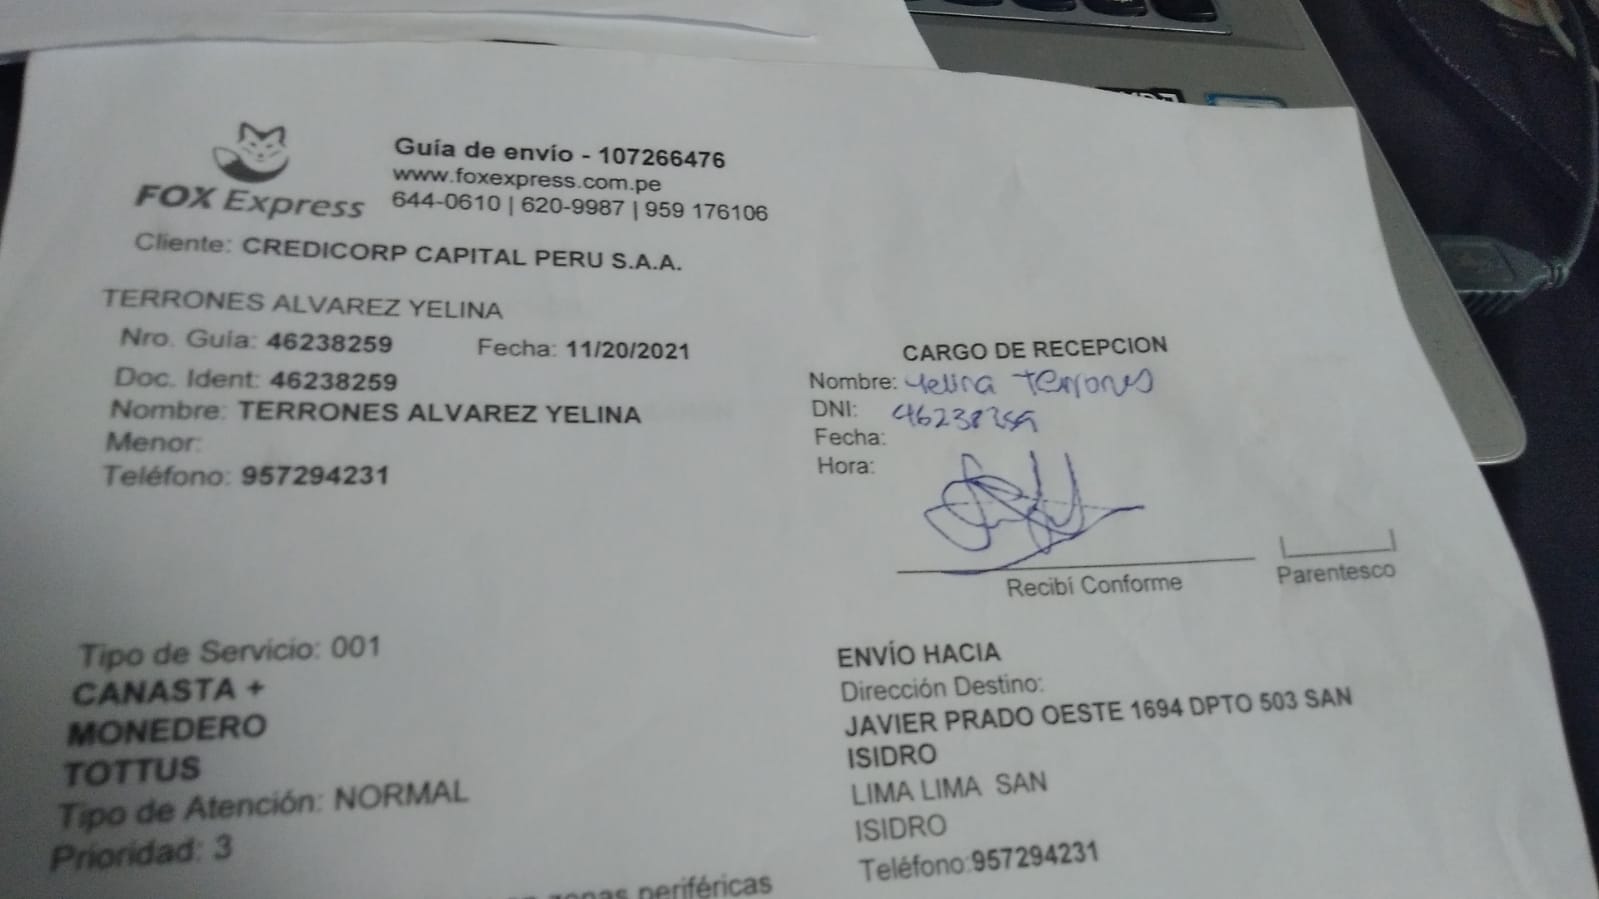 Guía de envío - 107266476
www.foxexpress.com.pe
644-0610 | 620-9987 | 959 176106
FOX Express
Cliente: CREDICORP CAPITAL PERU S.A.A.
TERRONES ALVAREZ YELINA
Nro. Guía: 46238259 Fecha: 11/20/2021
Doc. Ident: 46238259
Nombre: TERRONES ALVAREZ YELINA
Menor:
Teléfono: 957294231
CARGO DE RECEPCION
Nombre: Yelina Terrones
DNI: 46238259
Fecha:
Hora:
Recibí Conforme
Parentesco
Tipo de Servicio: 001
CANASTA +
MONEDERO
TOTTUS
Tipo de Atención: NORMAL
Prioridad: 3
ENVÍO HACIA
Dirección Destino:
JAVIER PRADO OESTE 1694 DPTO 503 SAN
ISIDRO
LIMA LIMA SAN
ISIDRO
Teléfono:957294231
zonas periféricas